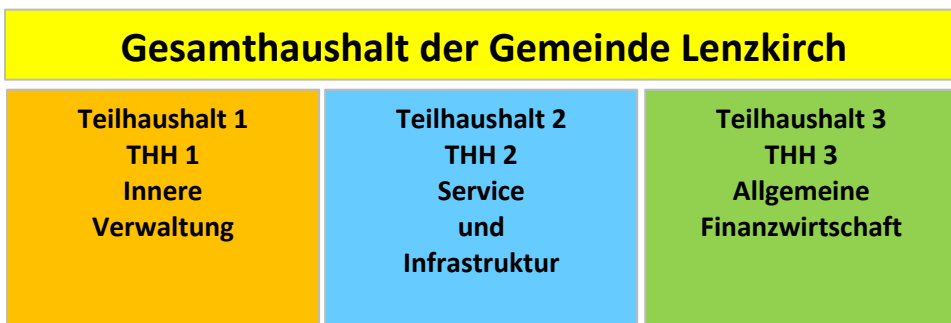 Gesamthaushalt der Gemeinde Lenzkirch
Teilhaushalt 1
THH 1
Innere
Verwaltung
Teilhaushalt 2
THH 2
Service
und
Infrastruktur
Teilhaushalt 3
THH 3
Allgemeine
Finanzwirtschaft